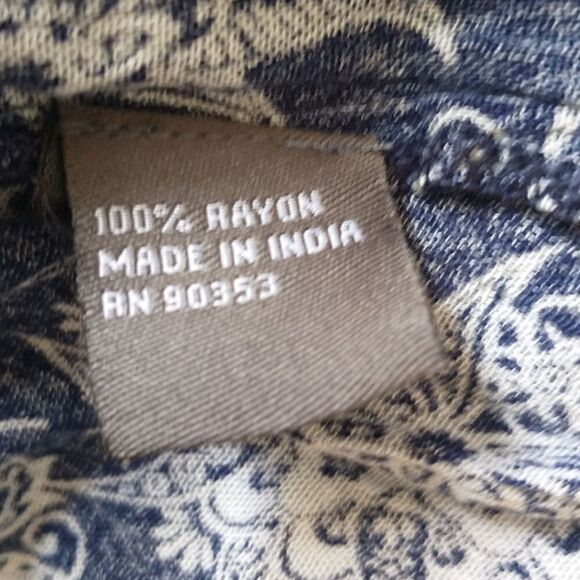 100% RAYON
MADE IN INDIA
RN 90353